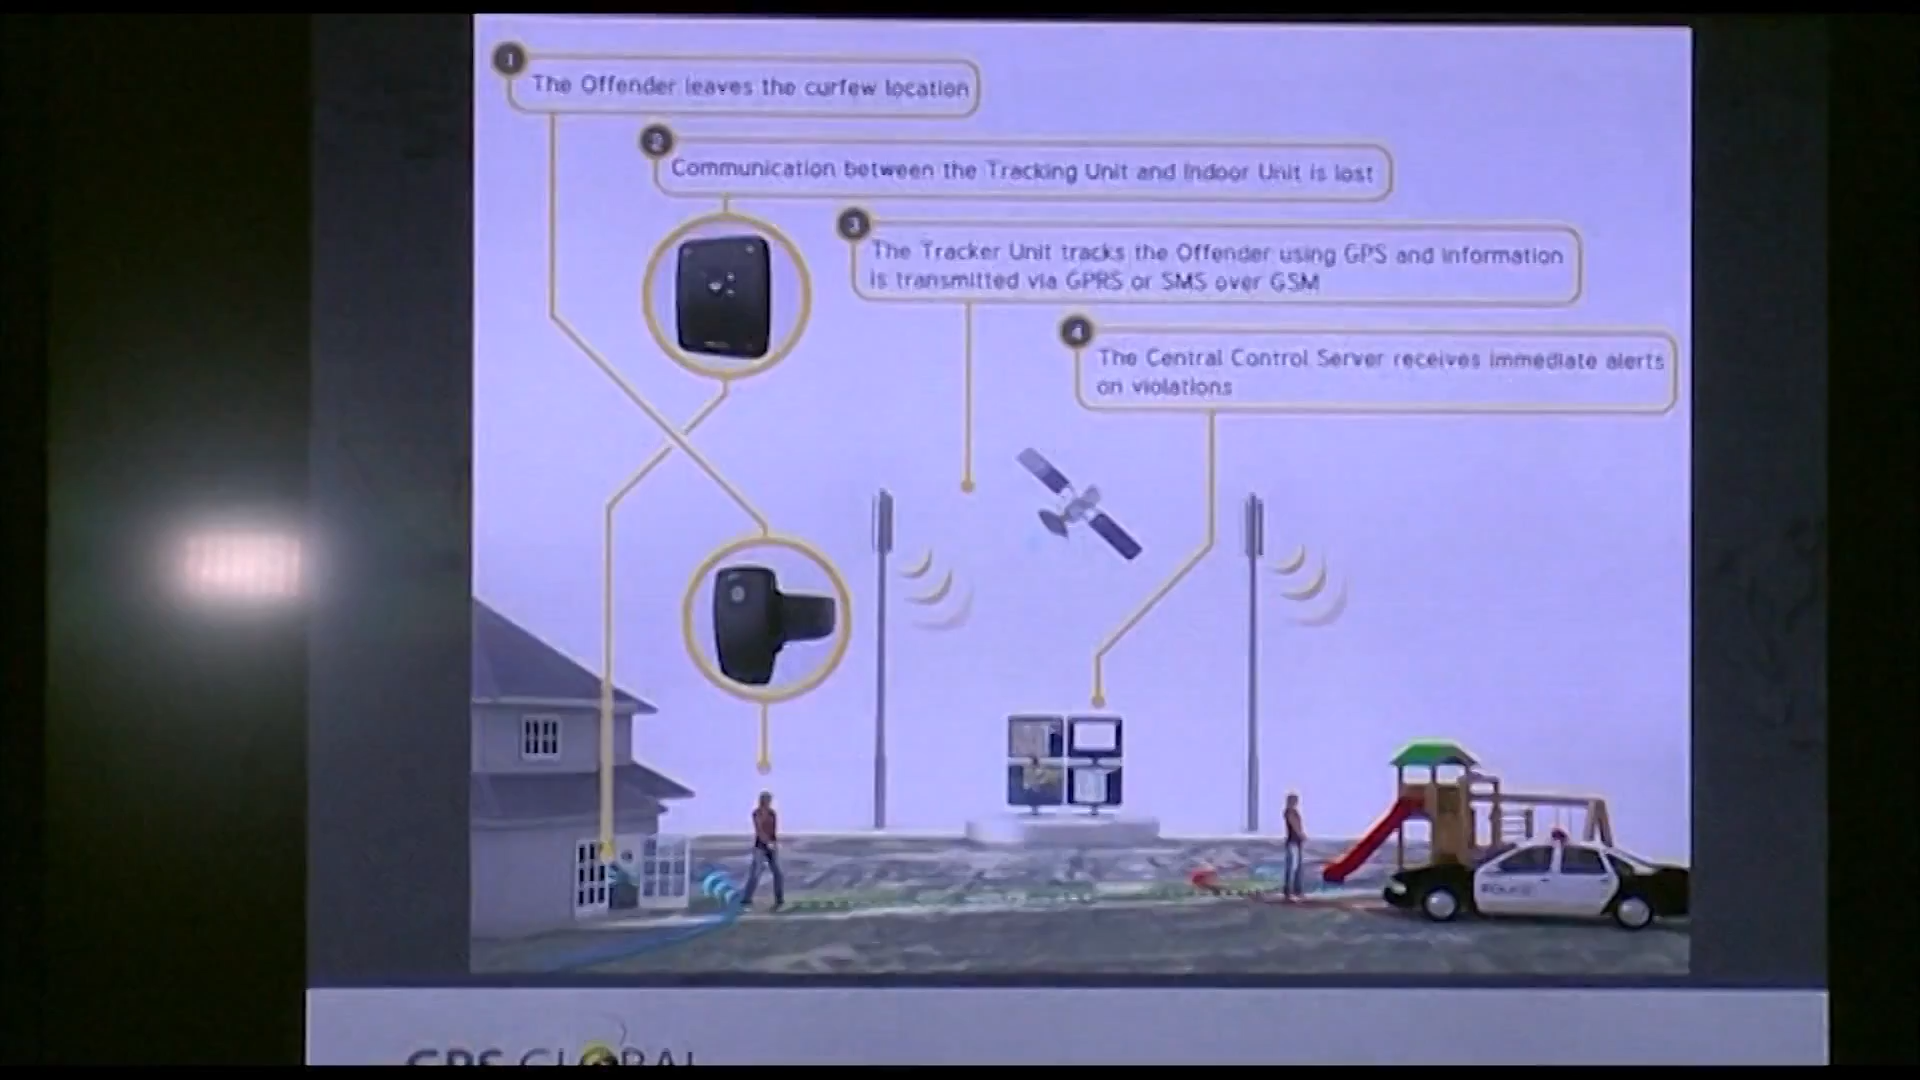 1
The Offender leaves the curfew location
2
Communication between the Tracking Unit and Indoor Unit is lost
3
The Tracker Unit tracks the Offender using GPS and information
is transmitted via GPRS or SMS over GSM
4
The Central Control Server receives immediate alerts
on violations
POLICE
GPS GLOBAL